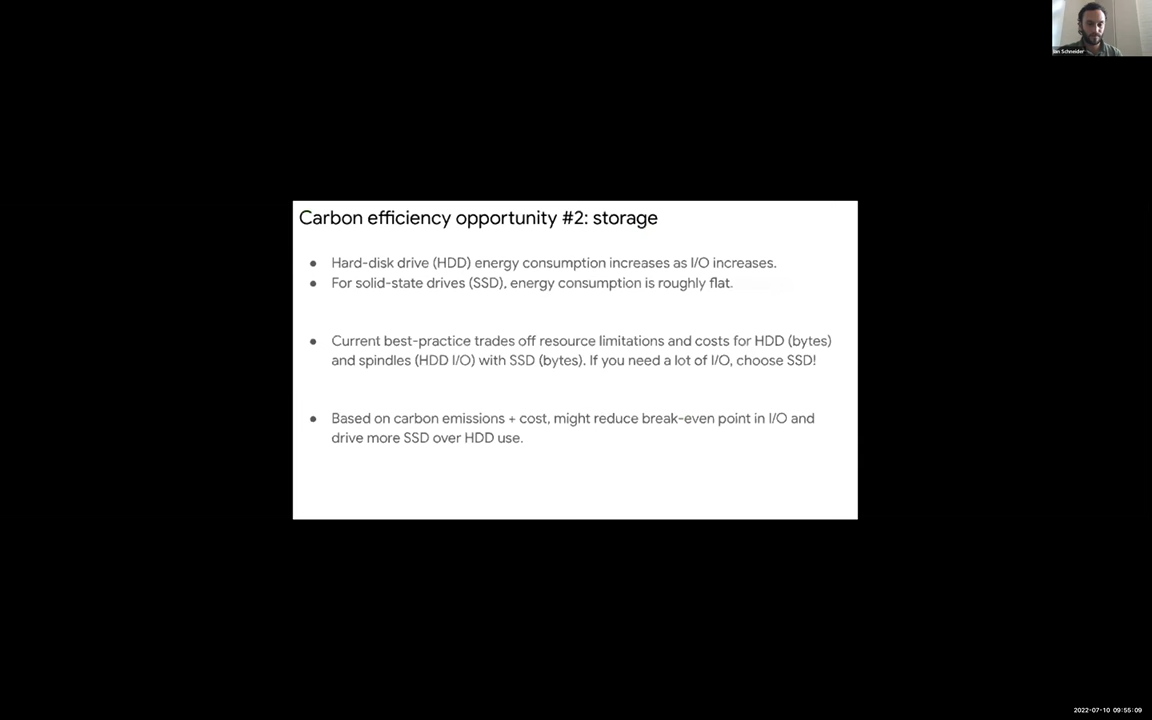 Ian Schneider
Carbon efficiency opportunity #2: storage
● Hard-disk drive (HDD) energy consumption increases as I/O increases.
● For solid-state drives (SSD), energy consumption is roughly flat.
● Current best-practice trades off resource limitations and costs for HDD (bytes)
and spindles (HDD I/O) with SSD (bytes). If you need a lot of I/O, choose SSD!
● Based on carbon emissions + cost, might reduce break-even point in I/O and
drive more SSD over HDD use.
2022-07-10 09:55:09